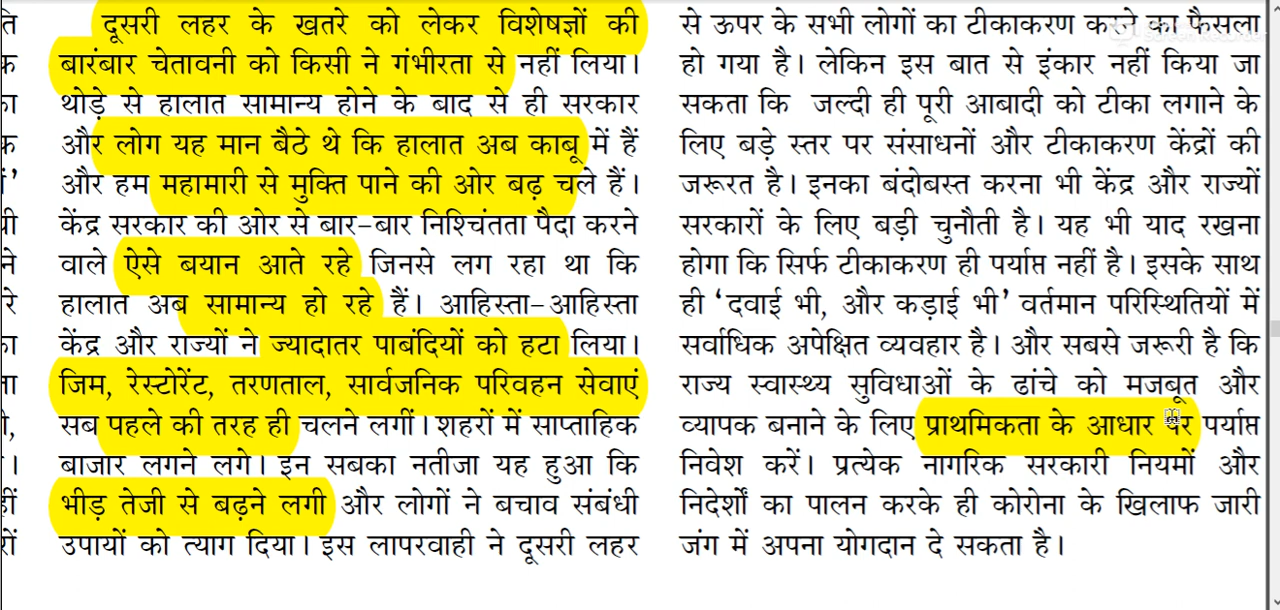 दूसरी लहर के खतरे को लेकर विशेषज्ञों की
बारंबार चेतावनी को किसी ने गंभीरता से नहीं लिया।
थोड़े से हालात सामान्य होने के बाद से ही सरकार
और लोग यह मान बैठे थे कि हालात अब काबू में हैं
और हम महामारी से मुक्ति पाने की ओर बढ़ चले हैं।
केंद्र सरकार की ओर से बार-बार निश्चिंतता पैदा करने
वाले ऐसे बयान आते रहे जिनसे लग रहा था कि
हालात अब सामान्य हो रहे हैं। आहिस्ता-आहिस्ता
केंद्र और राज्यों ने ज्यादातर पाबंदियों को हटा लिया।
जिम, रेस्टोरेंट, तरणताल, सार्वजनिक परिवहन सेवाएं
सब पहले की तरह ही चलने लगीं। शहरों में साप्ताहिक
बाजार लगने लगे। इन सबका नतीजा यह हुआ कि
भीड़ तेजी से बढ़ने लगी और लोगों ने बचाव संबंधी
उपायों को त्याग दिया। इस लापरवाही ने दूसरी लहर
से ऊपर के सभी लोगों का टीकाकरण करने का फैसला
हो गया है। लेकिन इस बात से इंकार नहीं किया जा
सकता कि जल्दी ही पूरी आबादी को टीका लगाने के
लिए बड़े स्तर पर संसाधनों और टीकाकरण केंद्रों की
जरूरत है। इनका बंदोबस्त करना भी केंद्र और राज्यों
सरकारों के लिए बड़ी चुनौती है। यह भी याद रखना
होगा कि सिर्फ टीकाकरण ही पर्याप्त नहीं है। इसके साथ
ही ‘दवाई भी, और कड़ाई भी’ वर्तमान परिस्थितियों में
सर्वाधिक अपेक्षित व्यवहार है। और सबसे जरूरी है कि
राज्य स्वास्थ्य सुविधाओं के ढांचे को मजबूत और
व्यापक बनाने के लिए प्राथमिकता के आधार पर पर्याप्त
निवेश करें। प्रत्येक नागरिक सरकारी नियमों और
निर्देशों का पालन करके ही कोरोना के खिलाफ जारी
जंग में अपना योगदान दे सकता है।